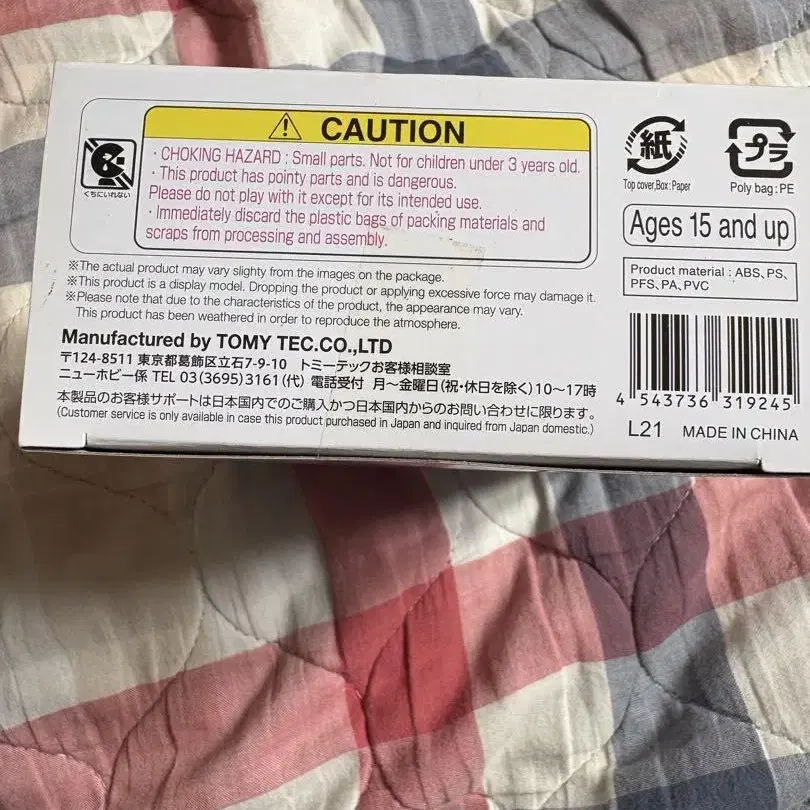 CAUTION
・CHOKING HAZARD : Small parts. Not for children under 3 years old.
・This product has pointy parts and is dangerous.
Please do not play with it except for its intended use.
・Immediately discard the plastic bags of packing materials and
scraps from processing and assembly.
くちにいれない
紙
Top cover,Box : Paper
プラ
Poly bag : PE
Ages 15 and up
Product material : ABS、PS、
PFS、PA、PVC
※The actual product may vary slighty from the images on the package.
※This product is a display model. Dropping the product or applying excessive force may damage it.
※Please note that due to the characteristics of the product, the appearance may vary.
This product has been weathered in order to reproduce the atmosphere.
Manufactured by TOMY TEC.CO.,LTD
〒124-8511 東京都葛飾区立石7-9-10 トミーテックお客様相談室
ニューホビー係 TEL 03(3695)3161(代) 電話受付 月〜金曜日(祝・休日を除く)10〜17時
本製品のお客様サポートは日本国内でのご購入かつ日本国内からのお問い合わせに限ります。
(Customer service is only available in case this product purchased in Japan and inquired from Japan domestic.)
4 543736 319245
L21 MADE IN CHINA